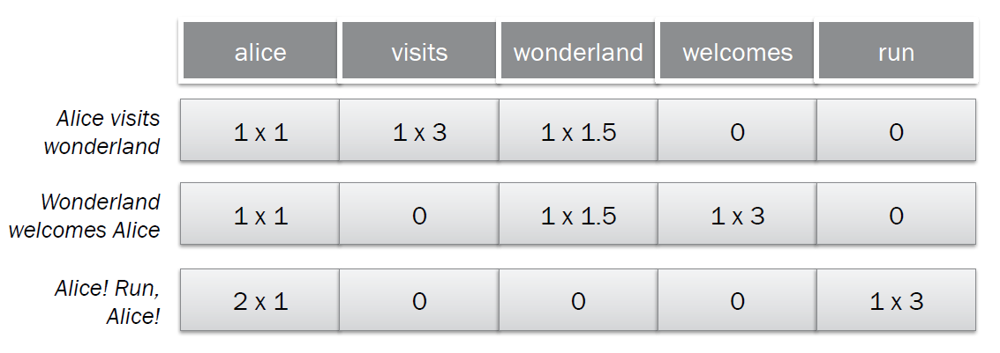 alice visits wonderland welcomes run
Alice visits
wonderland
1 x 1 1 x 3 1 x 1.5 0 0
Wonderland
welcomes Alice
1 x 1 0 1 x 1.5 1 x 3 0
Alice! Run,
Alice!
2 x 1 0 0 0 1 x 3